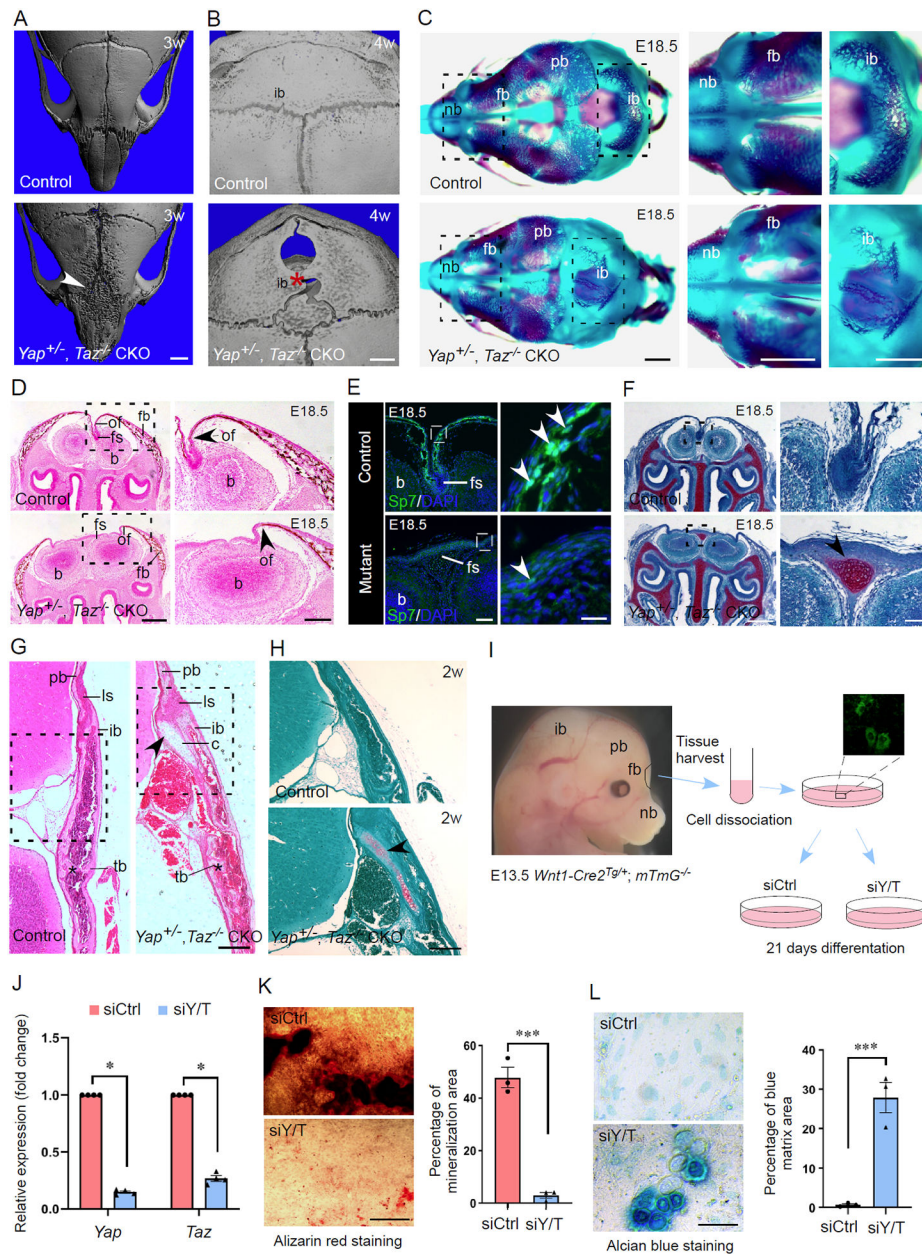 A
3w
Control
3w
Yap+/-, Taz-/- CKO
B
4w
ib
Control
4w
ib
*
Yap+/-, Taz-/- CKO
C
E18.5
pb
fb
ib
nb
Control
fb
ib
E18.5
pb
fb
ib
nb
Yap+/-, Taz-/- CKO
fb
nb
ib
D
E18.5
of
fb
fs
b
Control
of
b
E18.5
fs
of
b
fb
Yap+/-, Taz-/- CKO
E18.5
b
of
E
Control
E18.5
b
fs
Sp7/DAPI
Mutant
E18.5
fs
b
Sp7/DAPI
F
E18.5
Control
E18.5
Yap+/-, Taz-/- CKO
G
pb
ls
ib
*
tb
Control
pb
ls
ib
c
tb
*
Yap+/-, Taz-/- CKO
H
2w
Control
2w
Yap+/-, Taz-/- CKO
I
ib
pb
fb
nb
E13.5 Wnt1-Cre2Tg/+; mTmG-/-
Tissue
harvest
Cell dissociation
siCtrl
siY/T
21 days differentation
J
siCtrl
siY/T
Relative expression (fold change)
1.5
1.0
0.5
0.0
*
*
Yap
Taz
K
siCtrl
siY/T
Alizarin red staining
Percentage of
mineralization area
60
40
20
0
***
siCtrl siY/T
L
siCtrl
siY/T
Alcian blue staining
Percentage of blue
matrix area
40
30
20
10
0
***
siCtrl siY/T